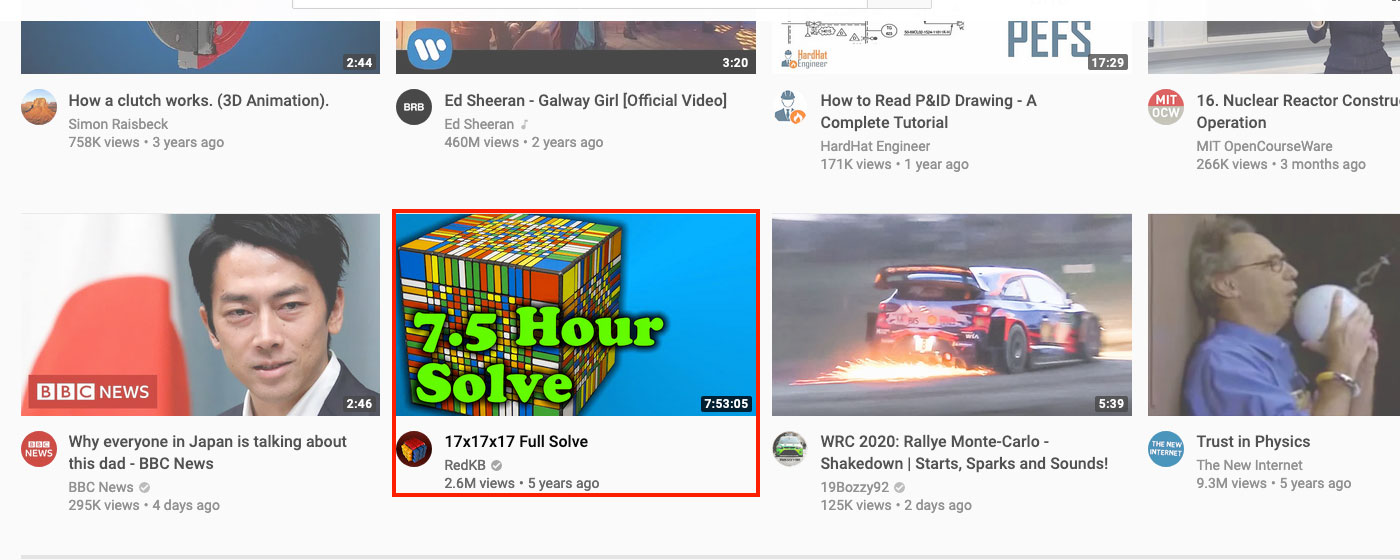 PEFS
HardHat
Engineer
2:44
3:20
17:29
How a clutch works. (3D Animation).
Simon Raisbeck
758K views • 3 years ago
BRB
Ed Sheeran - Galway Girl [Official Video]
Ed Sheeran
460M views • 2 years ago
How to Read P&ID Drawing - A
Complete Tutorial
HardHat Engineer
171K views • 1 year ago
MIT
OCW
16. Nuclear Reactor Constru
Operation
MIT OpenCourseWare
266K views • 3 months ago
BBC NEWS
2:46
7.5 Hour
Solve
7:53:05
5:39
BBC
NEWS
Why everyone in Japan is talking about
this dad - BBC News
BBC News
295K views • 4 days ago
17x17x17 Full Solve
RedKB
2.6M views • 5 years ago
WRC 2020: Rallye Monte-Carlo -
Shakedown | Starts, Sparks and Sounds!
19Bozzy92
125K views • 2 days ago
THE NEW
INTERNET
Trust in Physics
The New Internet
9.3M views • 5 years ago